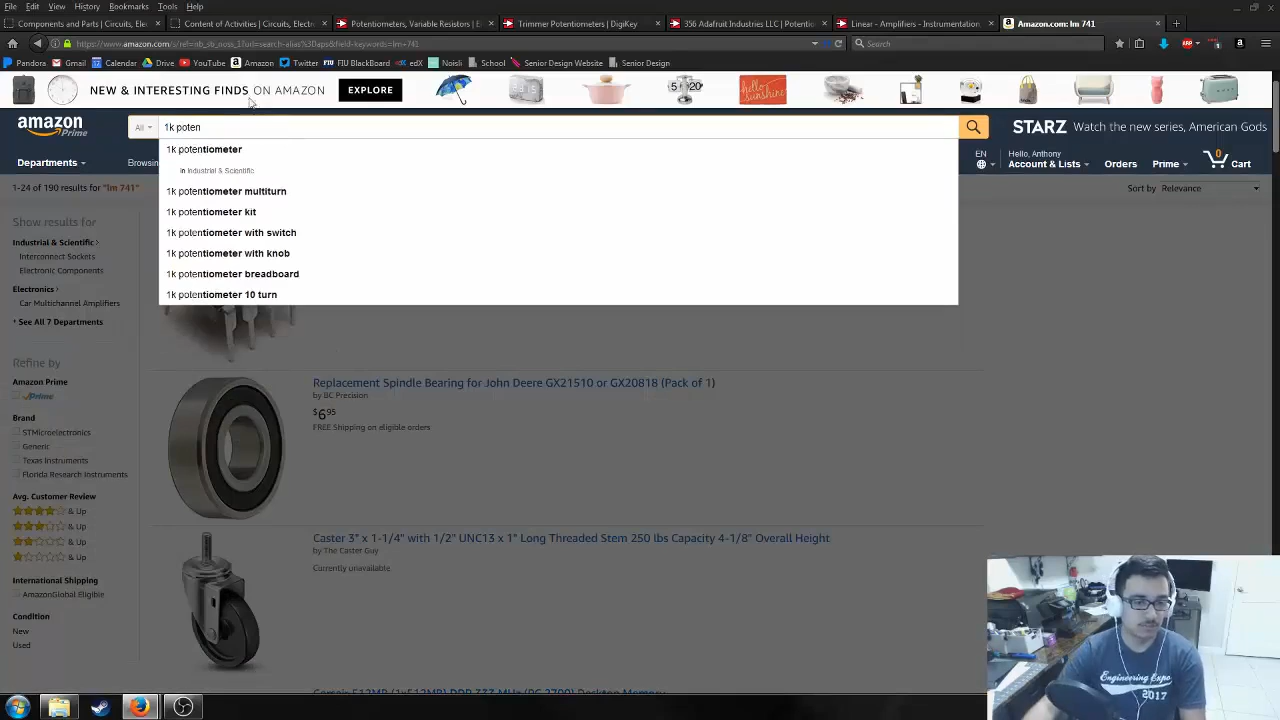 File Edit View History Bookmarks Tools Help
Parts and Part | Circuits, Elec
Content of Activities | Circuits, Electr
Potentiometers, Variable Resistors | E
Trimmer Potentiometers | DigiKey
356 Adafruit Industries LLC | Potentio
Linear - Amplifiers - Instrumentation
Amazon.com: lm 741
https://www.amazon.com/s/ref=nb_sb_noss_1?url=search-alias%3Daps&field-keywords=lm+741
Search
Pandora Gmail Calendar Drive YouTube Amazon Twitter FIU BlackBoard edX Noisli School Senior Design Website Senior Design
NEW & INTERESTING FINDS ON AMAZON
EXPLORE
5/20
hello sunshine
amazon
Prime
All
1k poten
STARZ Watch the new series, American Gods
Departments
Browsin
EN
Hello, Anthony
Account & Lists
Orders
Prime
0
Cart
1k potentiometer
in Industrial & Scientific
1k potentiometer multiturn
1k potentiometer kit
1k potentiometer with switch
1k potentiometer with knob
1k potentiometer breadboard
1k potentiometer 10 turn
1-24 of 190 results for "lm 741"
Sort by Relevance
Show results for
Industrial & Scientific
Interconnect Sockets
Electronic Components
Electronics
Car Multichannel Amplifiers
+ See All 7 Departments
Refine by
Amazon Prime
Prime
Brand
STMicroelectronics
Generic
Texas Instruments
Florida Research Instruments
Avg. Customer Review
& Up
& Up
& Up
& Up
International Shipping
AmazonGlobal Eligible
Condition
New
Used
Replacement Spindle Bearing for John Deere GX21510 or GX20818 (Pack of 1)
by BC Precision
$6 95
FREE Shipping on eligible orders
Caster 3" x 1-1/4" with 1/2" UNC13 x 1" Long Threaded Stem 250 lbs Capacity 4-1/8" Overall Height
by The Caster Guy
Currently unavailable
Corsair 512MB (1x512MB) DDR 333 MHz (PC 2700) Desktop Memory
Engineering Expo
2017